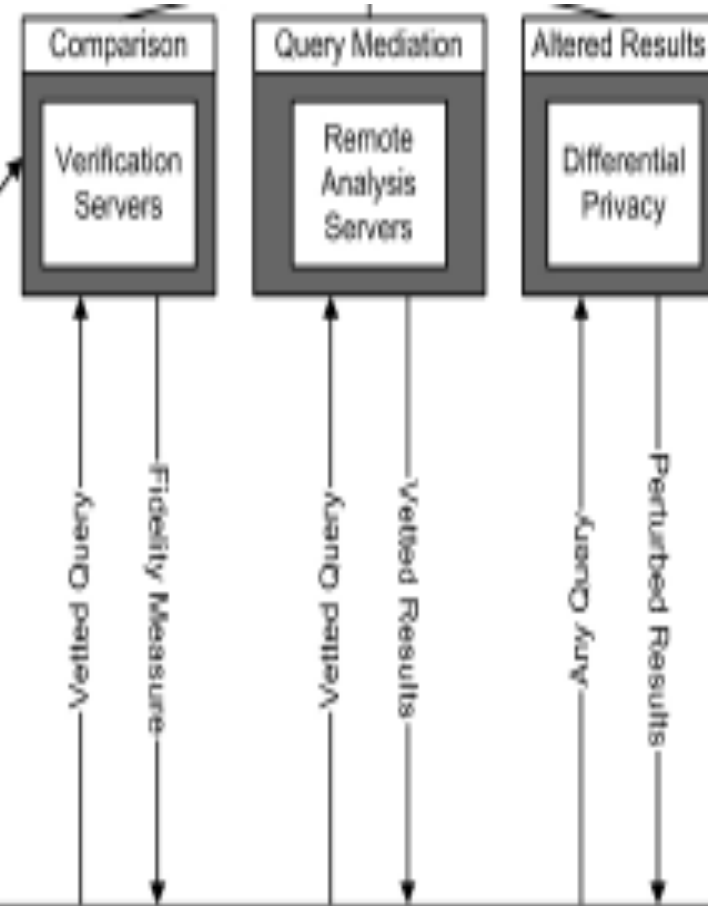 Comparison
Query Mediation
Altered Results
Verification
Servers
Remote
Analysis
Servers
Differential
Privacy
Vetted Query
Fidelity Measure
Vetted Query
Vetted Results
Any Query
Perturbed Results